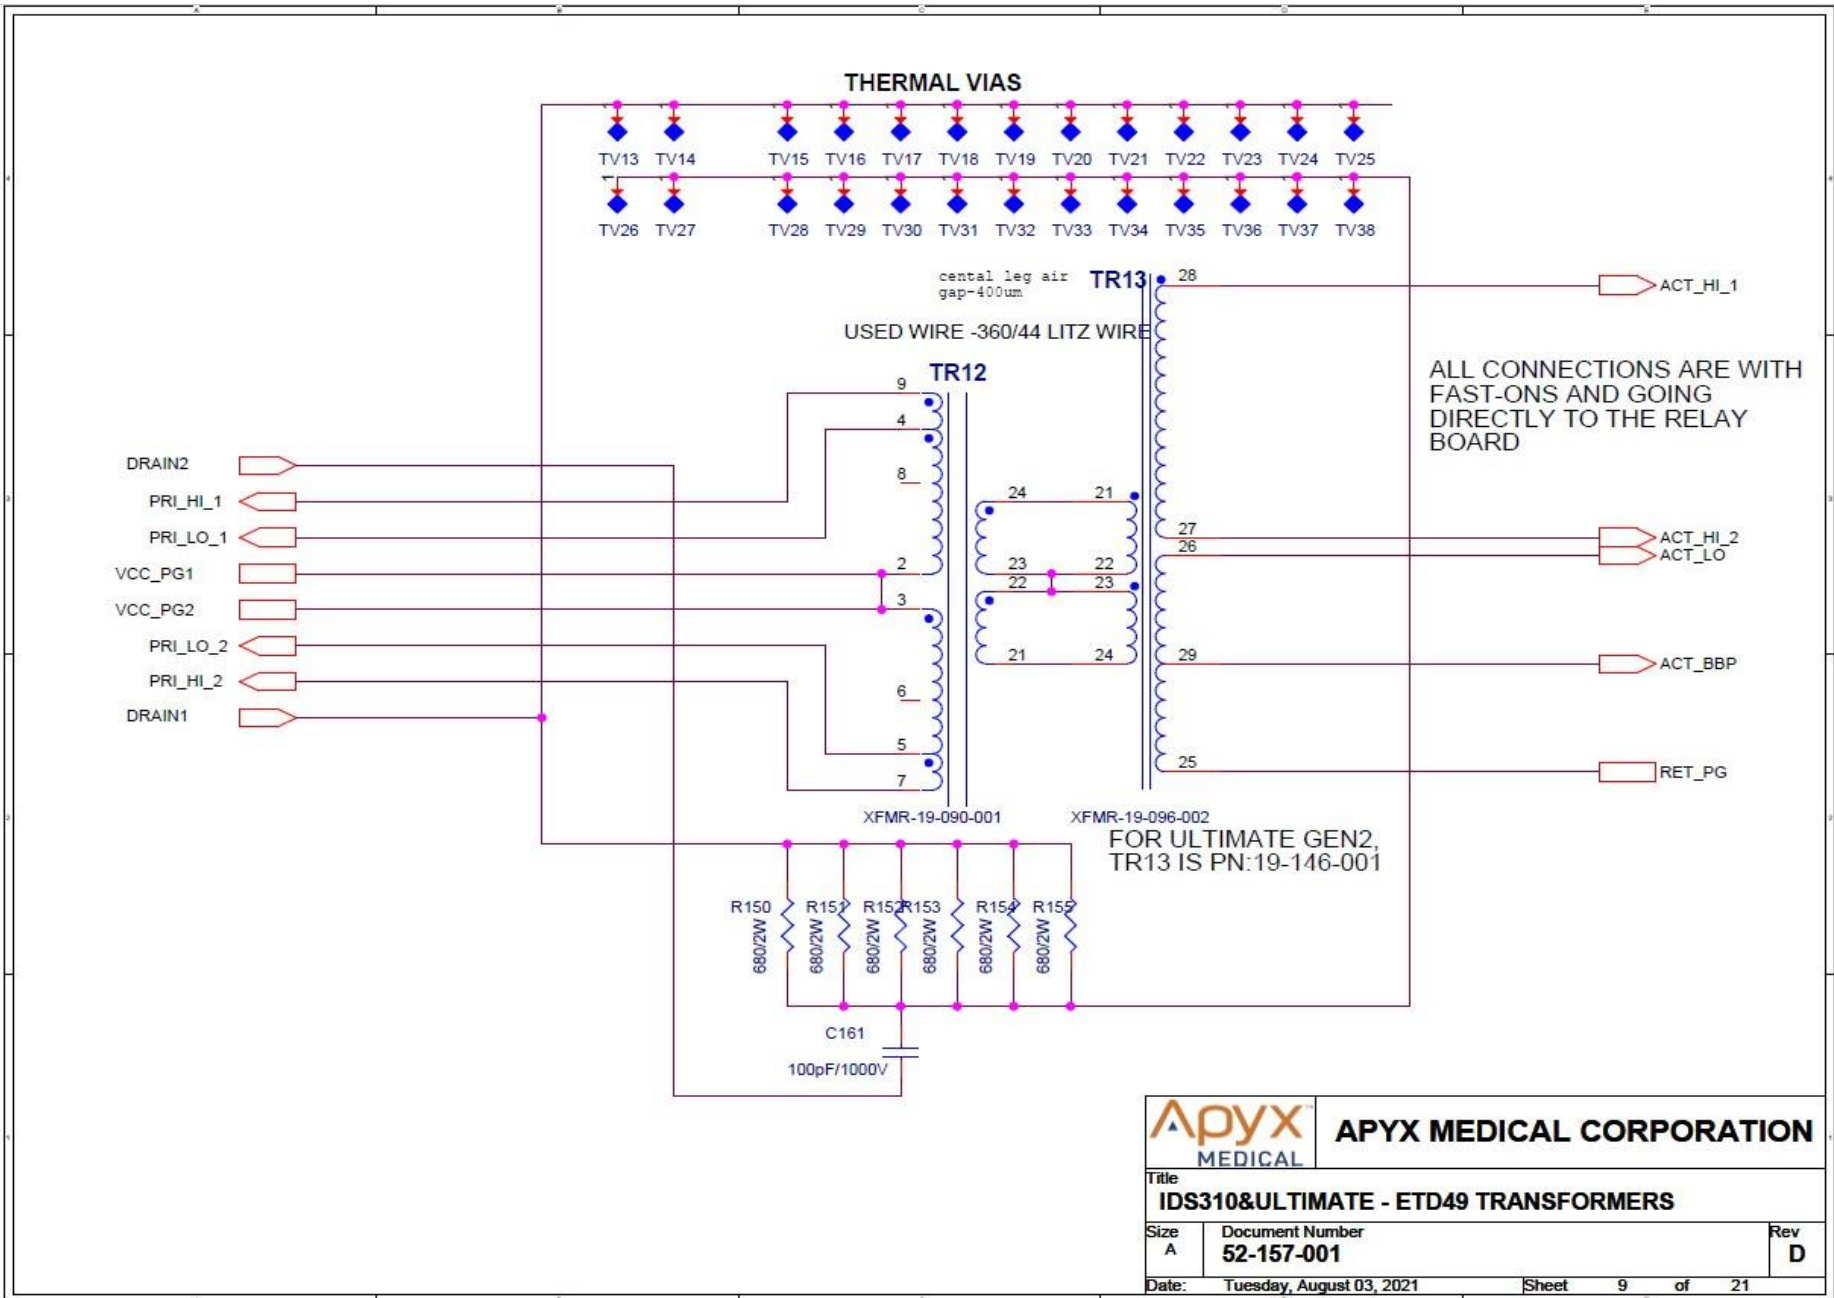 THERMAL VIAS
TV13 TV14 TV15 TV16 TV17 TV18 TV19 TV20 TV21 TV22 TV23 TV24 TV25
TV26 TV27 TV28 TV29 TV30 TV31 TV32 TV33 TV34 TV35 TV36 TV37 TV38
cental leg air
gap-400um
TR13
28
ACT_HI_1
USED WIRE -360/44 LITZ WIRE
TR12
ALL CONNECTIONS ARE WITH
FAST-ONS AND GOING
DIRECTLY TO THE RELAY
BOARD
9
4
8
2
3
6
5
7
DRAIN2
PRI_HI_1
PRI_LO_1
VCC_PG1
VCC_PG2
PRI_LO_2
PRI_HI_2
DRAIN1
24 21
23 22
22 23
21 24
27
26
29
25
ACT_HI_2
ACT_LO
ACT_BBP
RET_PG
XFMR-19-090-001
XFMR-19-096-002
FOR ULTIMATE GEN2,
TR13 IS PN:19-146-001
R150 R151 R152 R153 R154 R155
680/2W 680/2W 680/2W 680/2W 680/2W 680/2W
C161
100pF/1000V
Apyx
MEDICAL
APYX MEDICAL CORPORATION
Title
IDS310&ULTIMATE - ETD49 TRANSFORMERS
Size
A
Document Number
52-157-001
Rev
D
Date: Tuesday, August 03, 2021 Sheet 9 of 21